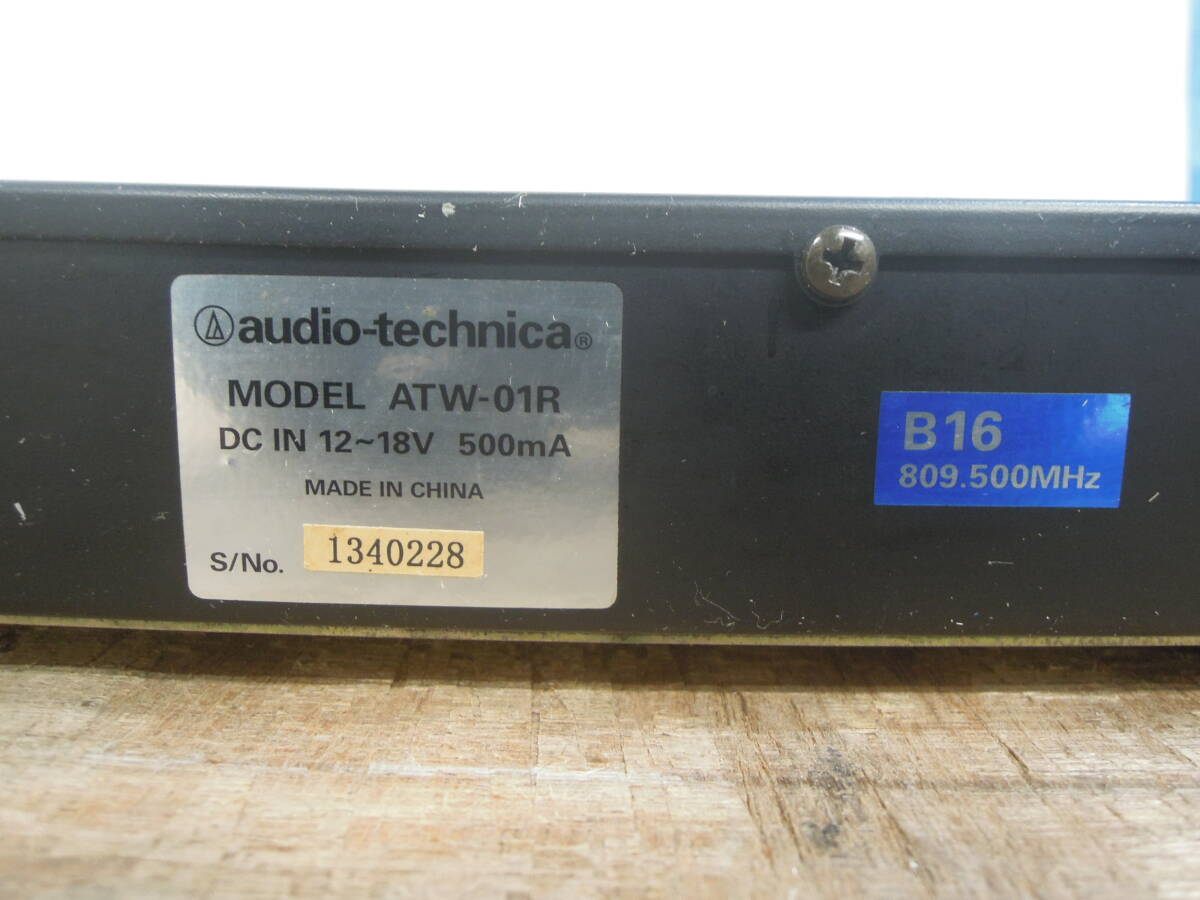 audio-technica®
MODEL ATW-01R
DC IN 12~18V 500mA
MADE IN CHINA
S/No. 1340228
B16
809.500MHz